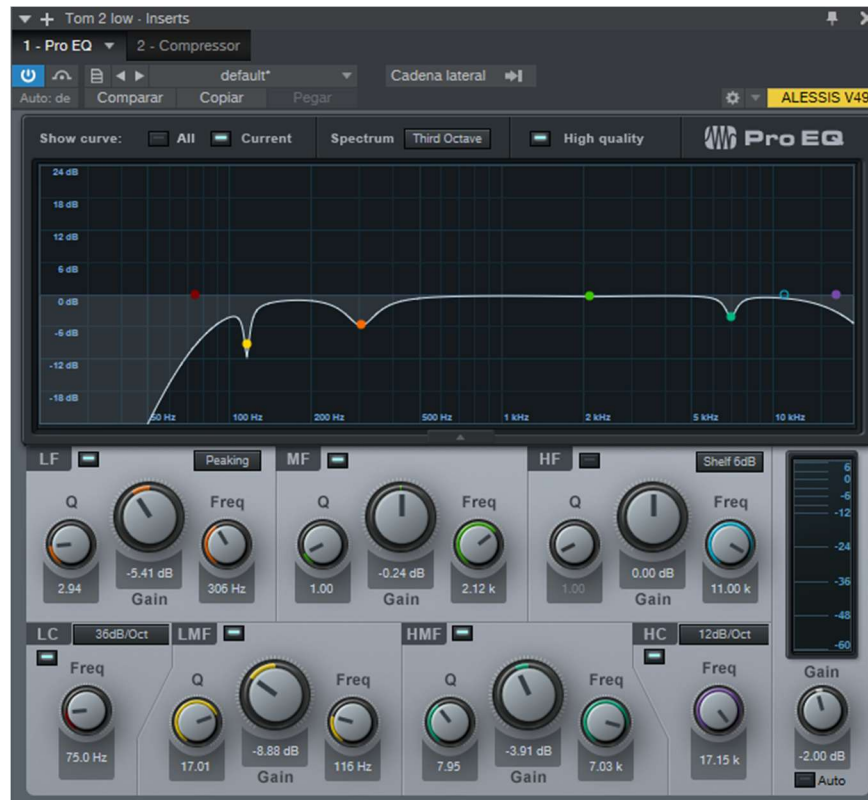 Tom 2 low - Inserts
1 - Pro EQ 2 - Compressor
default* Cadena lateral
Auto: de Comparar Copiar Pegar ALESSIS V49
Show curve: All Current Spectrum Third Octave High quality Pro EQ
24 dB
18 dB
12 dB
6 dB
0 dB
-6 dB
-12 dB
-18 dB
50 Hz 100 Hz 200 Hz 500 Hz 1 kHz 2 kHz 5 kHz 10 kHz
LF Peaking MF HF Shelf 6dB
Q Freq Q Freq Q Freq
2.94 -5.41 dB 306 Hz 1.00 -0.24 dB 2.12 k 1.00 0.00 dB 11.00 k
Gain Gain Gain
6
0
-6
-12
-24
-36
-48
-60
LC 36dB/Oct LMF HMF HC 12dB/Oct
Freq Q Freq Q Freq Freq Gain
75.0 Hz 17.01 -8.88 dB 116 Hz 7.95 -3.91 dB 7.03 k 17.15 k -2.00 dB
Gain Gain Auto